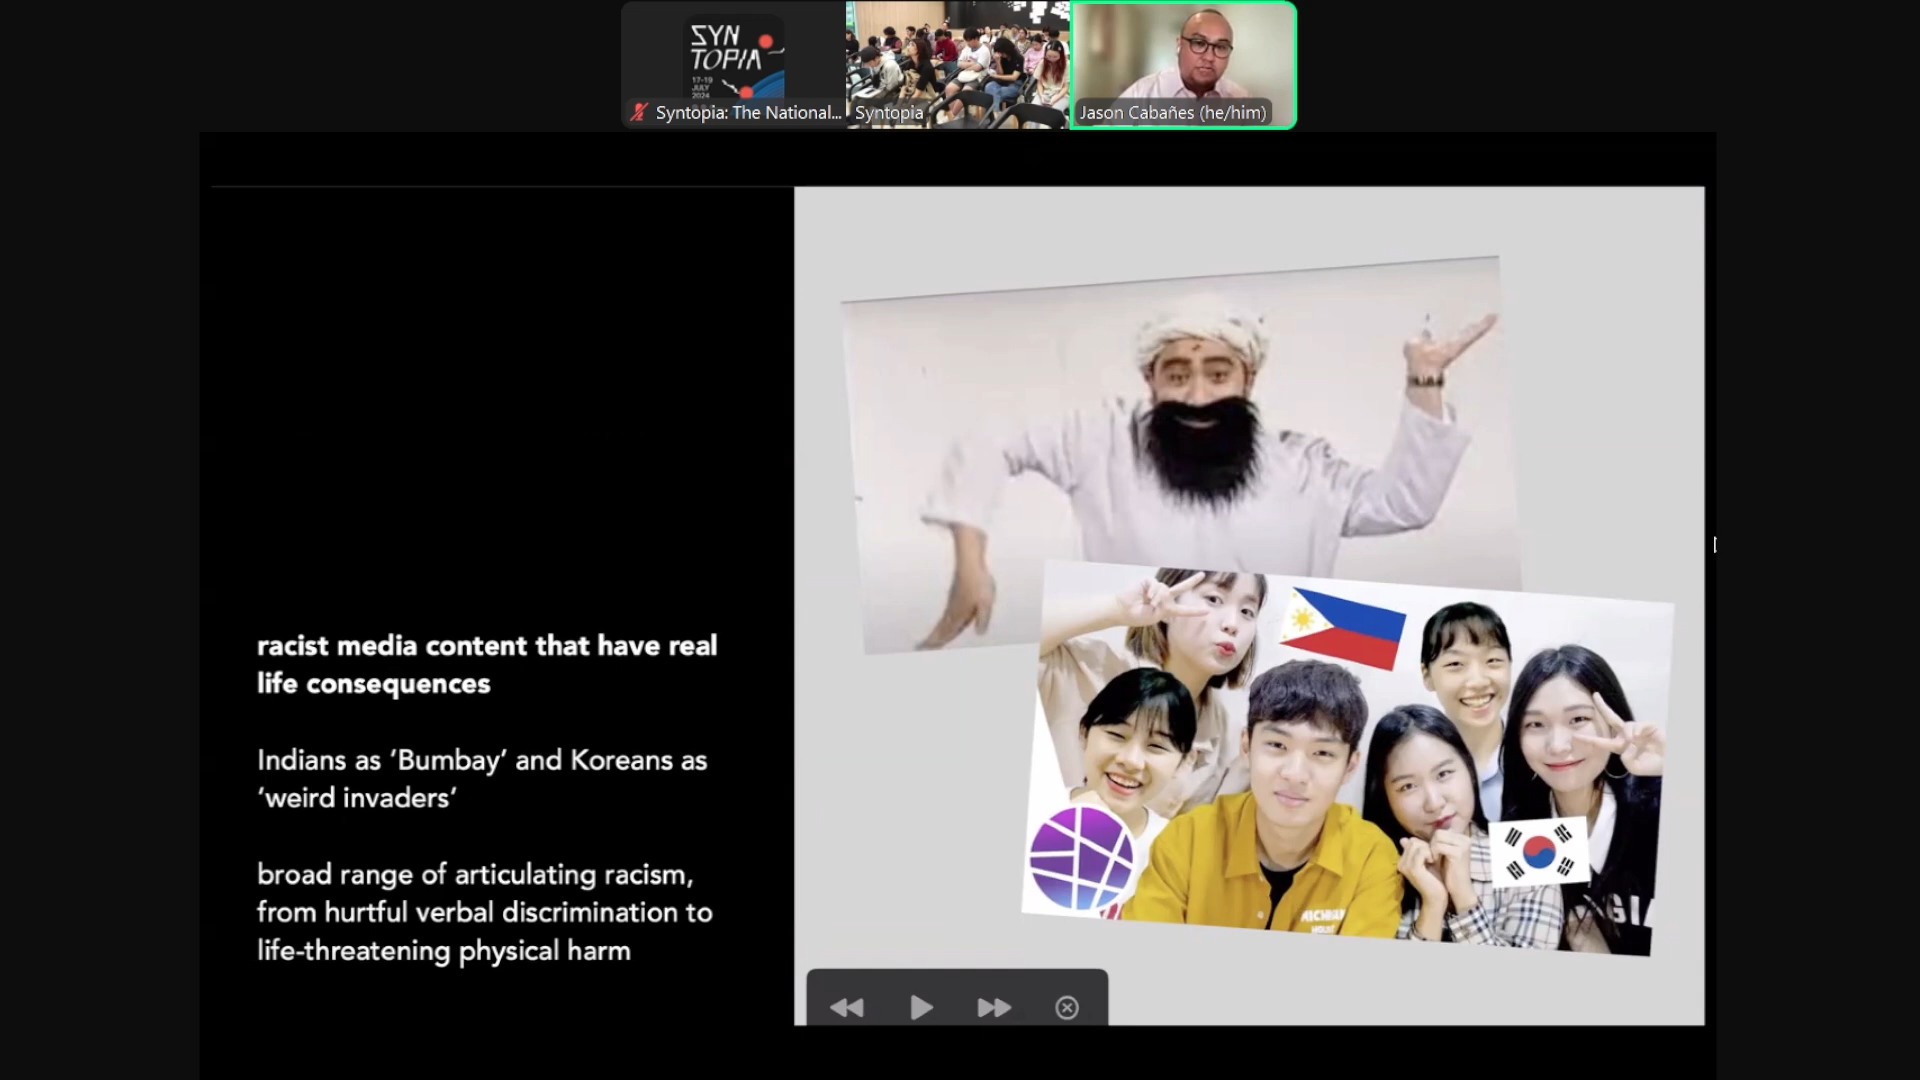 SYN
TOPIA
17-19
JULY
2024
Syntopia: The National...
Syntopia
Jason Cabañes (he/him)
racist media content that have real
life consequences
Indians as ‘Bumbay’ and Koreans as
‘weird invaders’
broad range of articulating racism,
from hurtful verbal discrimination to
life-threatening physical harm